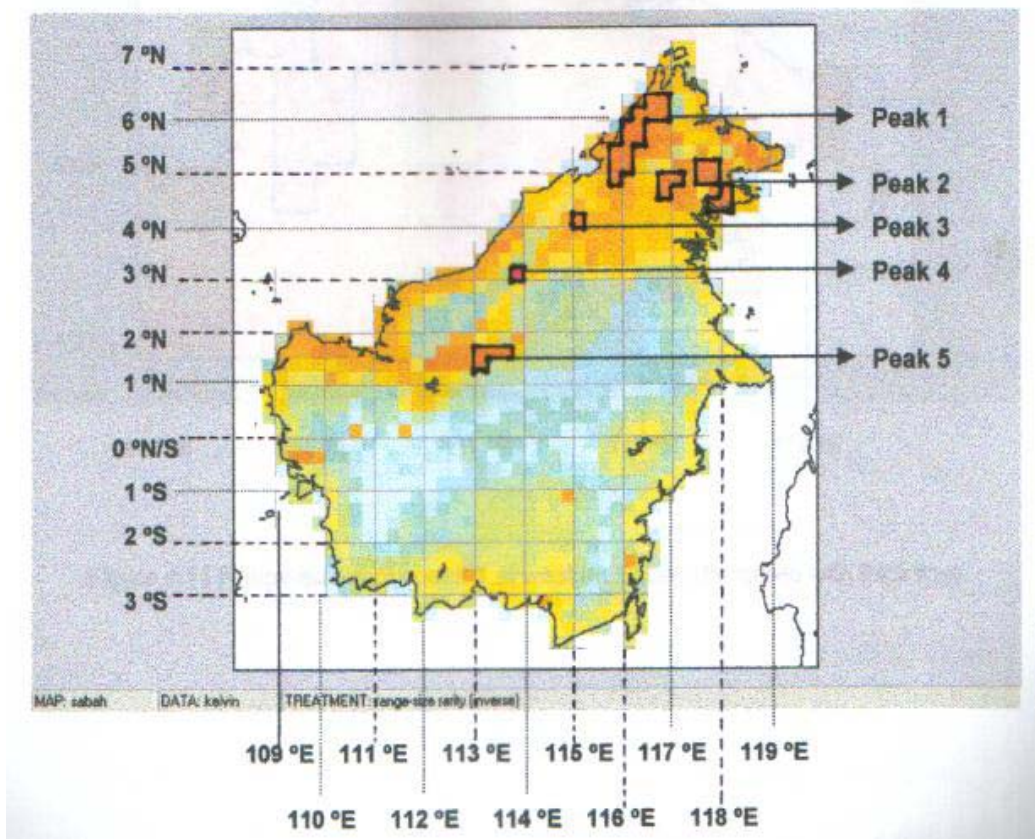 7 ºN
6 ºN
5 ºN
4 ºN
3 ºN
2 ºN
1 ºN
0 ºN/S
1 ºS
2 ºS
3 ºS
Peak 1
Peak 2
Peak 3
Peak 4
Peak 5
MAP: sabah DATA: kelvin TREATMENT: range-size rarity (inverse)
109 ºE 111 ºE 113 ºE 115 ºE 117 ºE 119 ºE
110 ºE 112 ºE 114 ºE 116 ºE 118 ºE